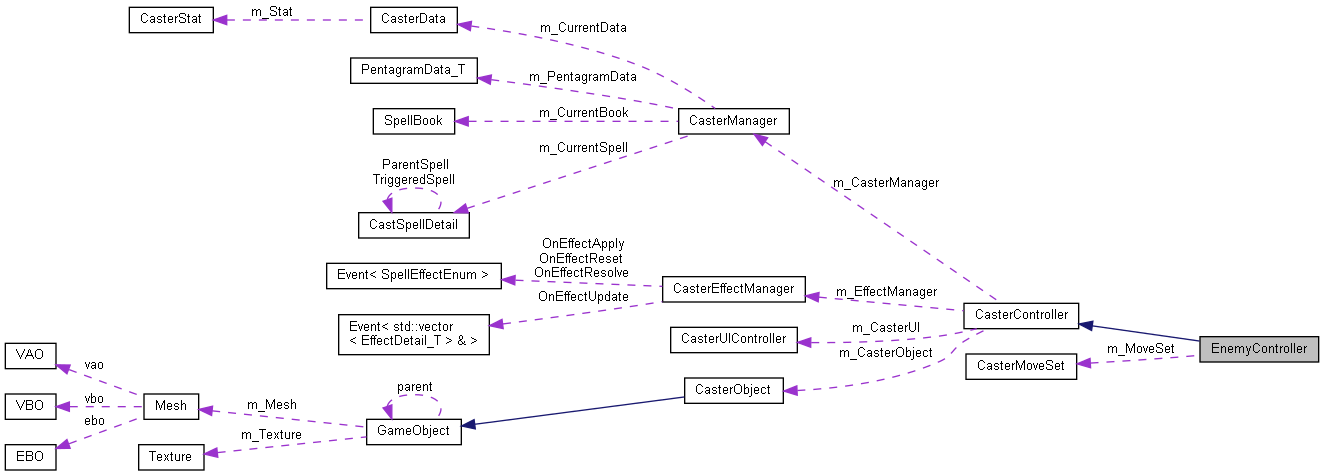 CasterStat
m_Stat
CasterData
m_CurrentData
PentagramData_T
m_PentagramData
SpellBook
m_CurrentBook
CasterManager
m_CurrentSpell
ParentSpell
TriggeredSpell
CastSpellDetail
m_CasterManager
Event< SpellEffectEnum >
OnEffectApply
OnEffectReset
OnEffectResolve
CasterEffectManager
m_EffectManager
OnEffectUpdate
Event< std::vector
< EffectDetail_T > & >
CasterController
CasterUIController
m_CasterUI
m_CasterObject
EnemyController
m_MoveSet
CasterMoveSet
CasterObject
VAO
vao
VBO
vbo
EBO
ebo
Mesh
m_Mesh
parent
GameObject
m_Texture
Texture